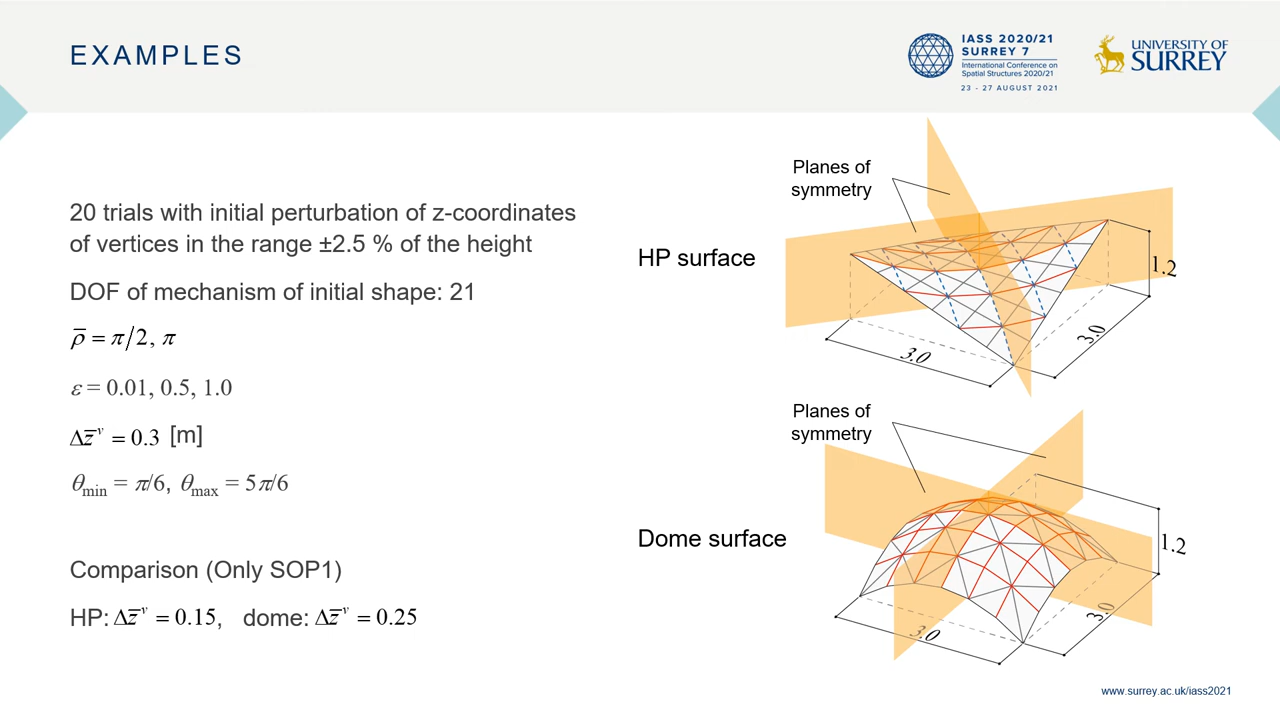 EXAMPLES
IASS 2020/21
SURREY 7
International Conference on
Spatial Structures 2020/21
23 - 27 AUGUST 2021
UNIVERSITY OF
SURREY
20 trials with initial perturbation of z-coordinates
of vertices in the range ±2.5 % of the height
DOF of mechanism of initial shape: 21
ρ̅ = π/2, π
ε = 0.01, 0.5, 1.0
Δz̅ᵛ = 0.3 [m]
θmin = π/6, θmax = 5π/6
Comparison (Only SOP1)
HP: Δz̅ᵛ = 0.15, dome: Δz̅ᵛ = 0.25
Planes of
symmetry
HP surface
1.2
3.0
3.0
Planes of
symmetry
Dome surface
1.2
3.0
3.0
www.surrey.ac.uk/iass2021